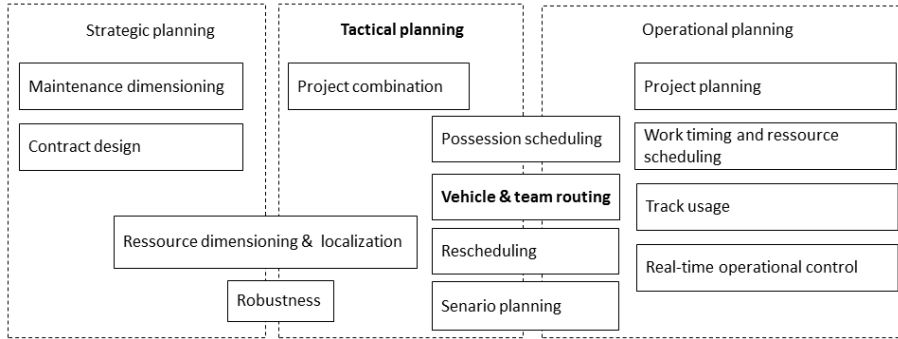 Strategic planning
Maintenance dimensioning
Contract design
Ressource dimensioning & localization
Robustness
Tactical planning
Project combination
Possession scheduling
Vehicle & team routing
Rescheduling
Senario planning
Operational planning
Project planning
Work timing and ressource
scheduling
Track usage
Real-time operational control